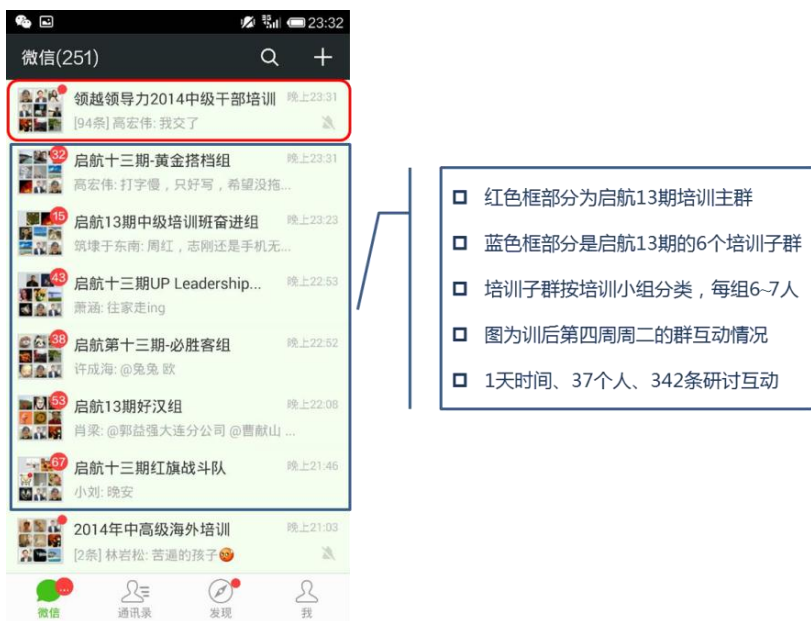 23:32
微信(251)
领越领导力2014中级干部培训 晚上23:31
[94条] 高宏伟: 我交了
32
启航十三期-黄金搭档组 晚上23:31
高宏伟: 打字慢，只好写，希望没拖...
15
启航13期中级培训班奋进组 晚上23:23
筑埭于东南: 周红，志刚还是手机无...
43
启航十三期UP Leadership... 晚上22:53
萧涵: 往家走ing
38
启航第十三期-必胜客组 晚上22:52
许成海: @兔兔 欧
53
启航13期好汉组 晚上22:08
肖梁: @郭益强大连分公司 @曹献山 ...
67
启航十三期红旗战斗队 晚上21:46
小刘: 晚安
2014年中高级海外培训 晚上21:03
[2条] 林岩松: 苦逼的孩子
微信 通讯录 发现 我
红色框部分为启航13期培训主群
蓝色框部分是启航13期的6个培训子群
培训子群按培训小组分类，每组6~7人
图为训后第四周周二的群互动情况
1天时间、37个人、342条研讨互动